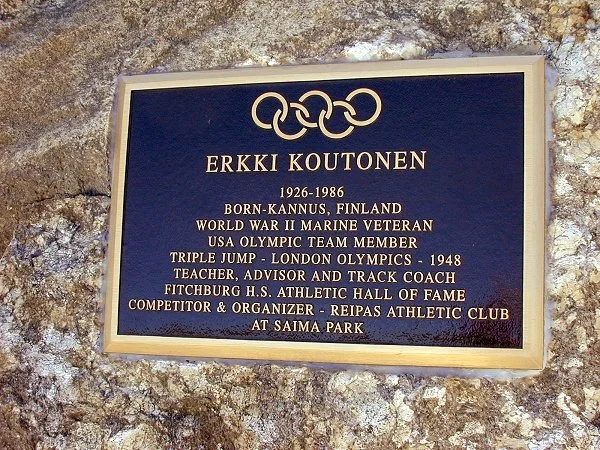 ERKKI KOUTONEN
1926-1986
BORN-KANNUS, FINLAND
WORLD WAR II MARINE VETERAN
USA OLYMPIC TEAM MEMBER
TRIPLE JUMP - LONDON OLYMPICS - 1948
TEACHER, ADVISOR AND TRACK COACH
FITCHBURG H.S. ATHLETIC HALL OF FAME
COMPETITOR & ORGANIZER - REIPAS ATHLETIC CLUB
AT SAIMA PARK